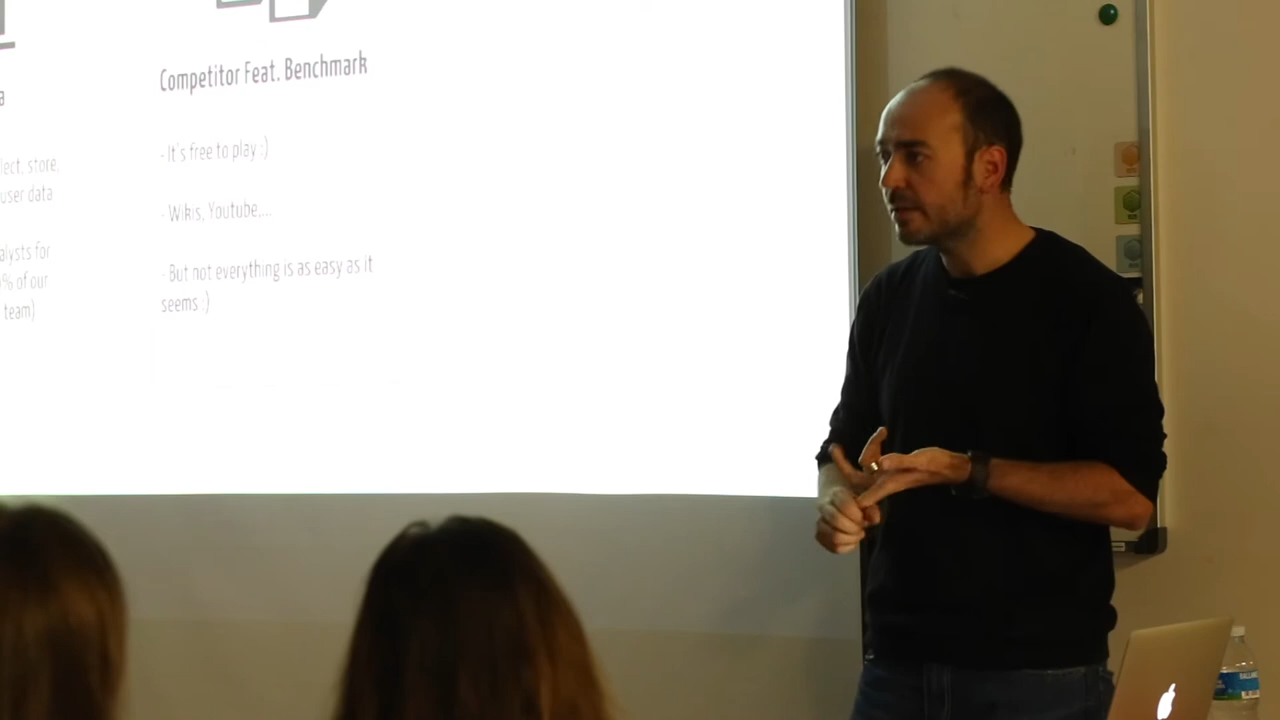 a
lect, store,
user data
alysts for
% of our
team)
Competitor Feat. Benchmark
- It's free to play :)
- Wikis, Youtube,...
- But not everything is as easy as it
seems :)